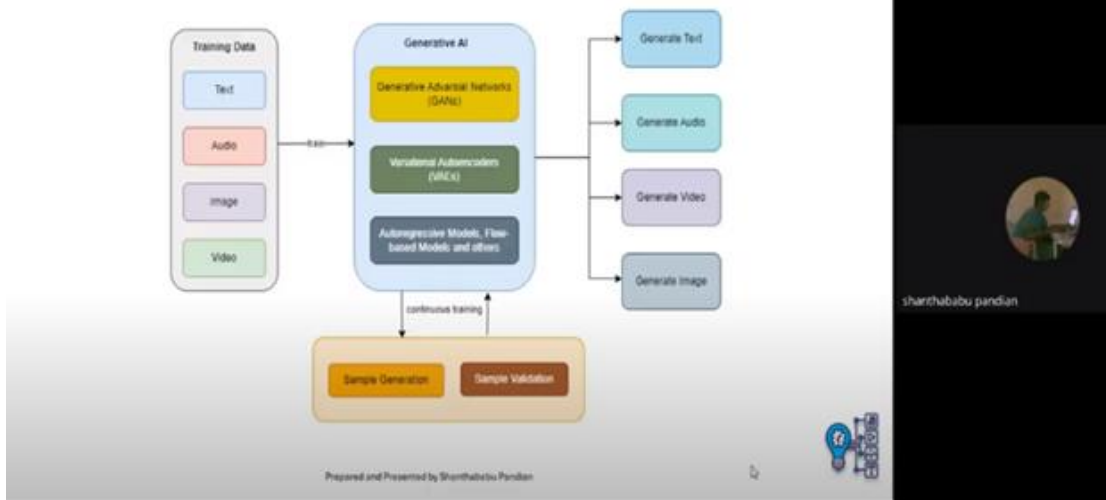 Training Data
Text
Audio
Image
Video
train
Generative AI
Generative Adversial Networks
(GANs)
Variational Autoencoders
(VAEs)
Autoregressive Models, Flow-
based Models and others
continuous training
Sample Generation
Sample Validation
Generate Text
Generate Audio
Generate Video
Generate Image
Prepared and Presented by Shanthababu Pandian
shanthababu pandian